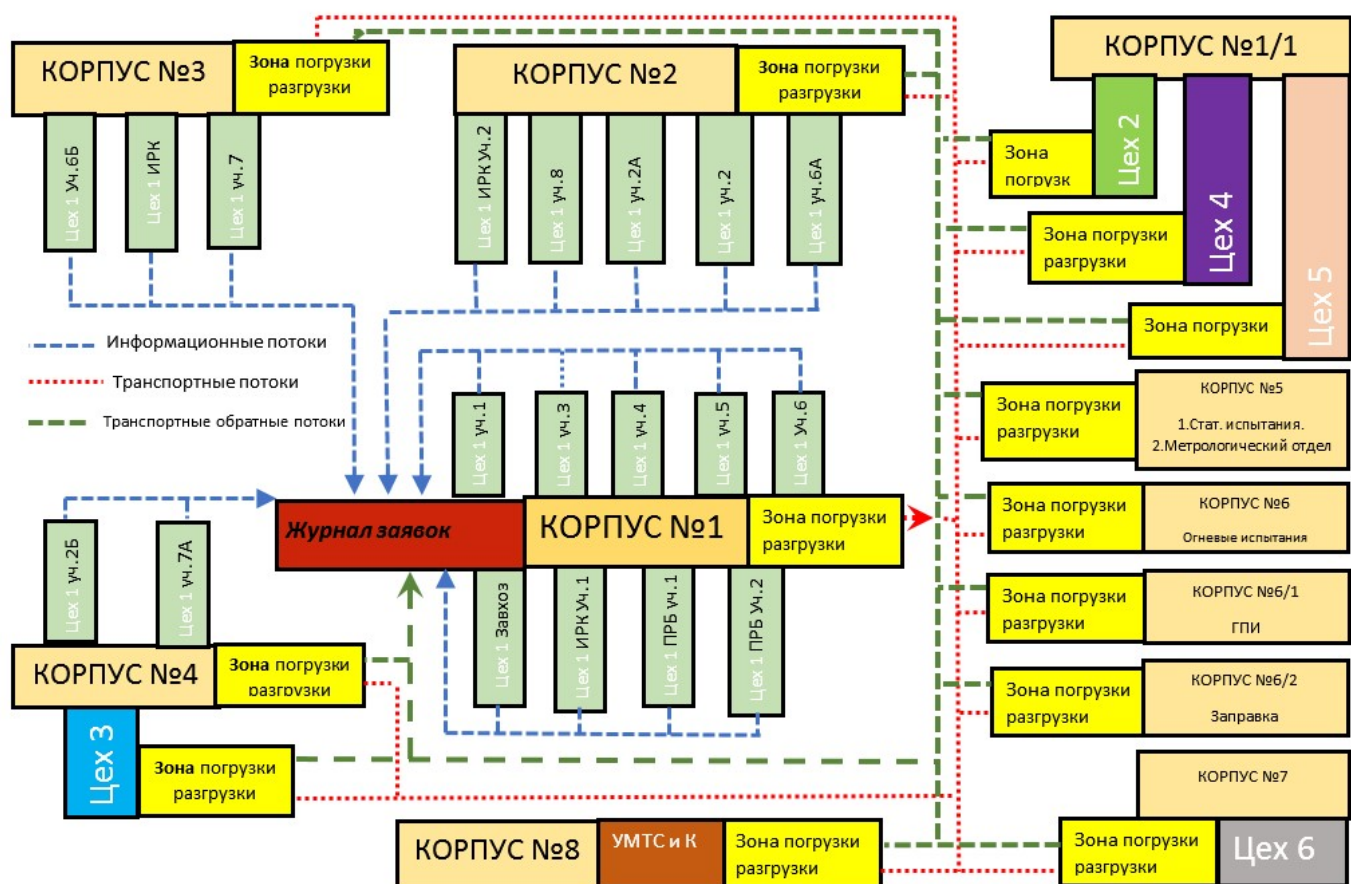 КОРПУС №3
Зона погрузки
разгрузки
КОРПУС №2
Зона погрузки
разгрузки
КОРПУС №1/1
Цех 1 Уч.6Б
Цех 1 ИРК
Цех 1 уч.7
Цех 1 ИРК Уч.2
Цех 1 уч.8
Цех 1 уч.2А
Цех 1 уч.2
Цех 1 уч.6А
Зона
погрузк
Цех 2
Зона погрузки
разгрузки
Цех 4
Зона погрузки
Цех 5
Информационные потоки
Транспортные потоки
Транспортные обратные потоки
Цех 1 уч.1
Цех 1 уч.3
Цех 1 уч.4
Цех 1 уч.5
Цех 1 Уч.6
Зона погрузки
разгрузки
КОРПУС №5
1.Стат. испытания.
2.Метрологический отдел
Журнал заявок
КОРПУС №1
Зона погрузки
разгрузки
Зона погрузки
разгрузки
КОРПУС №6
Огневые испытания
Цех 1 уч.2Б
Цех 1 уч.7А
Цех 1 Завхоз
Цех 1 ИРК Уч.1
Цех 1 ПРБ уч.1
Цех 1 ПРБ Уч.2
Зона погрузки
разгрузки
КОРПУС №6/1
ГПИ
КОРПУС №4
Зона погрузки
разгрузки
Зона погрузки
разгрузки
КОРПУС №6/2
Заправка
Цех 3
Зона погрузки
разгрузки
КОРПУС №7
КОРПУС №8
УМТС и К
Зона погрузки
разгрузки
Зона погрузки
разгрузки
Цех 6